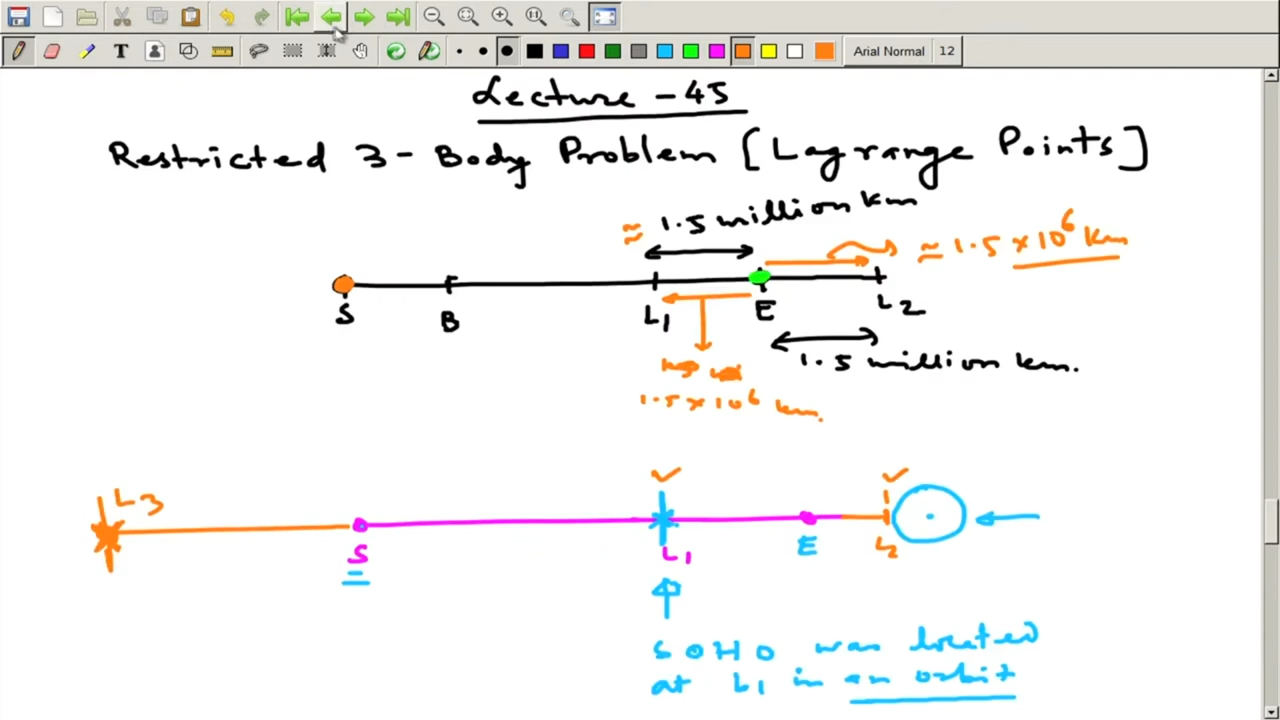 T
Arial Normal 12
Lecture - 45
Restricted 3 - Body Problem [Lagrange Points]
≈ 1.5 million km
≈ 1.5 × 10⁶ km
S B L₁ E L₂
1.5 million km.
1.5 × 10⁶ km.
L3
S L₁ E L₂
SOHO was located
at L₁ in an orbit